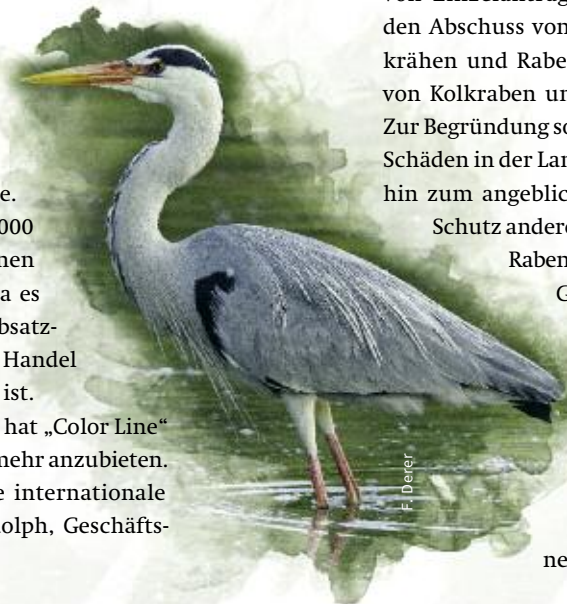 e.
000
nen
a es
bsatz-
Handel
ist.
hat „Color Line“
mehr anzubieten.
e internationale
olph, Geschäfts-
den Abschuss von
krähen und Rabe
von Kolkraben un
Zur Begründung so
Schäden in der Lan
hin zum angeblic
Schutz andere
Raben
G
ne
F. Derer